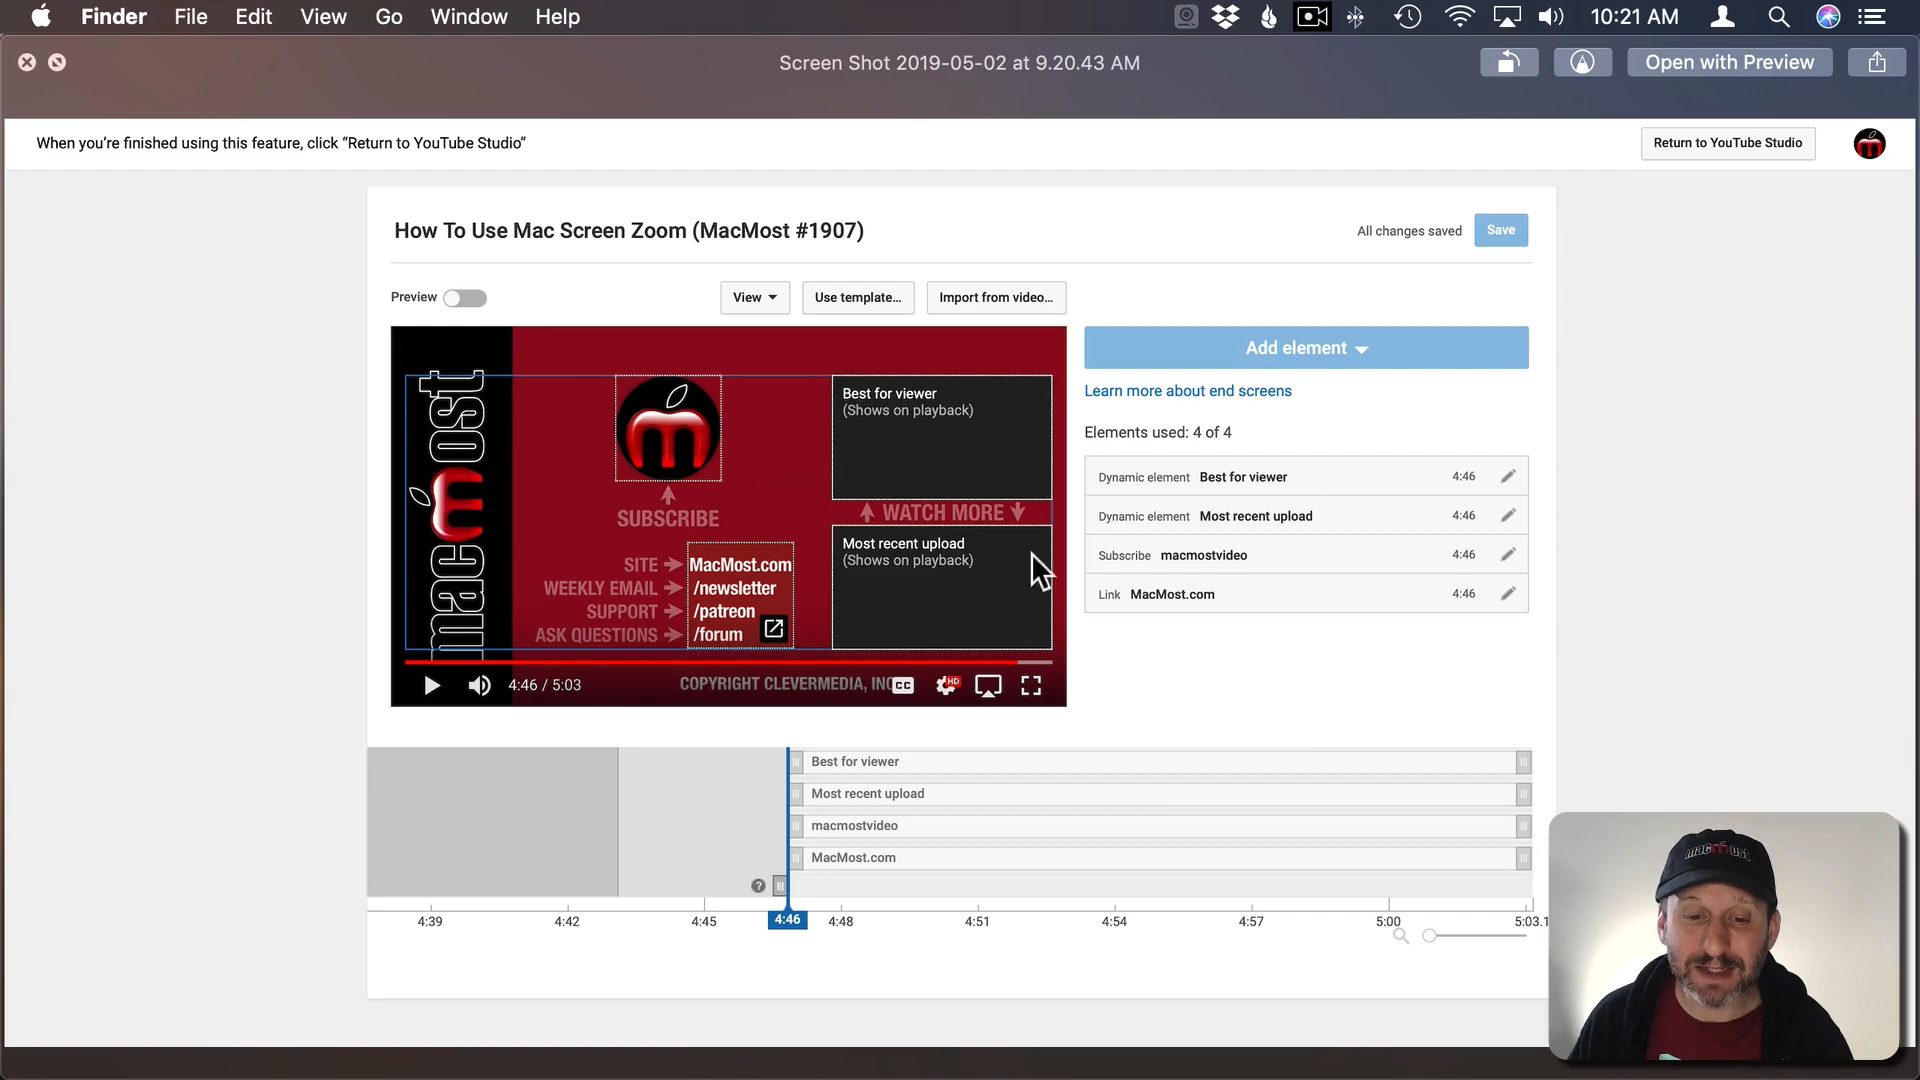 Finder File Edit View Go Window Help 10:21 AM
Screen Shot 2019-05-02 at 9.20.43 AM
Open with Preview
When you're finished using this feature, click “Return to YouTube Studio”
Return to YouTube Studio
How To Use Mac Screen Zoom (MacMost #1907)
All changes saved
Save
Preview
View
Use template...
Import from video...
Add element
Learn more about end screens
Elements used: 4 of 4
Dynamic element Best for viewer 4:46
Dynamic element Most recent upload 4:46
Subscribe macmostvideo 4:46
Link MacMost.com 4:46
macmost
Best for viewer
(Shows on playback)
SUBSCRIBE
WATCH MORE
Most recent upload
(Shows on playback)
SITE MacMost.com
WEEKLY EMAIL /newsletter
SUPPORT /patreon
ASK QUESTIONS /forum
4:46 / 5:03
COPYRIGHT CLEVERMEDIA, INC
CC
HD
Best for viewer
Most recent upload
macmostvideo
MacMost.com
?
4:39 4:42 4:45 4:46 4:48 4:51 4:54 4:57 5:00 5:03.1
macmost